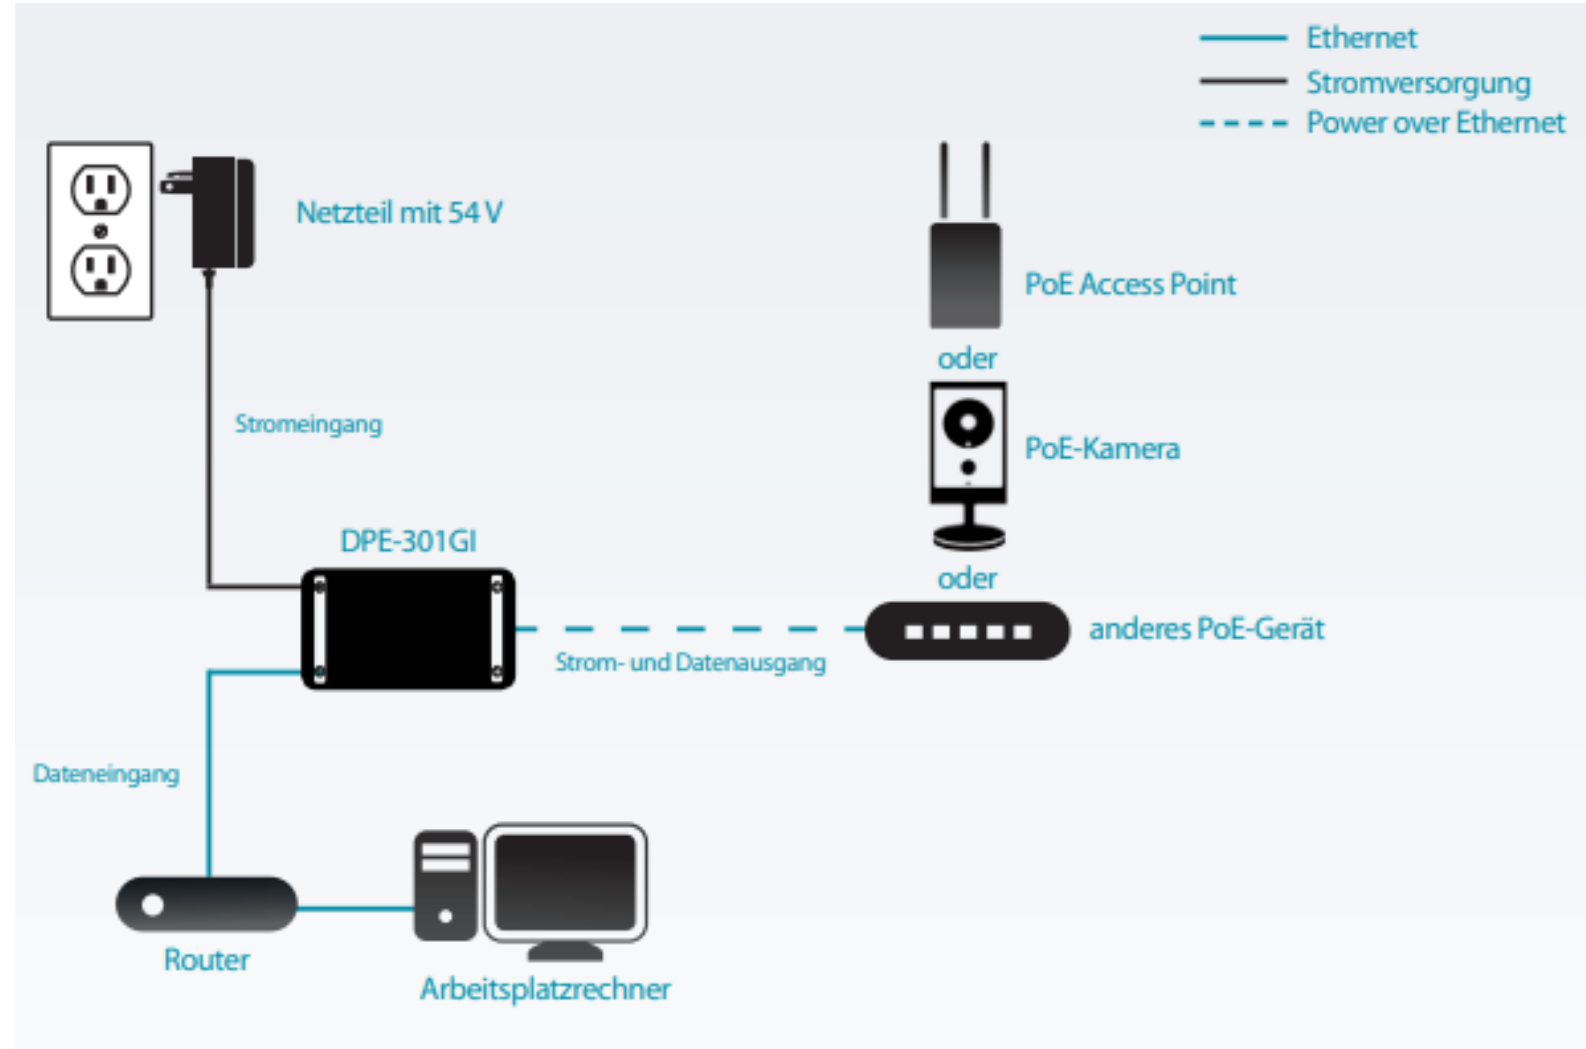 Ethernet
Stromversorgung
Power over Ethernet
Netzteil mit 54 V
PoE Access Point
oder
Stromeingang
PoE-Kamera
DPE-301GI
oder
anderes PoE-Gerät
Strom- und Datenausgang
Dateneingang
Router
Arbeitsplatzrechner